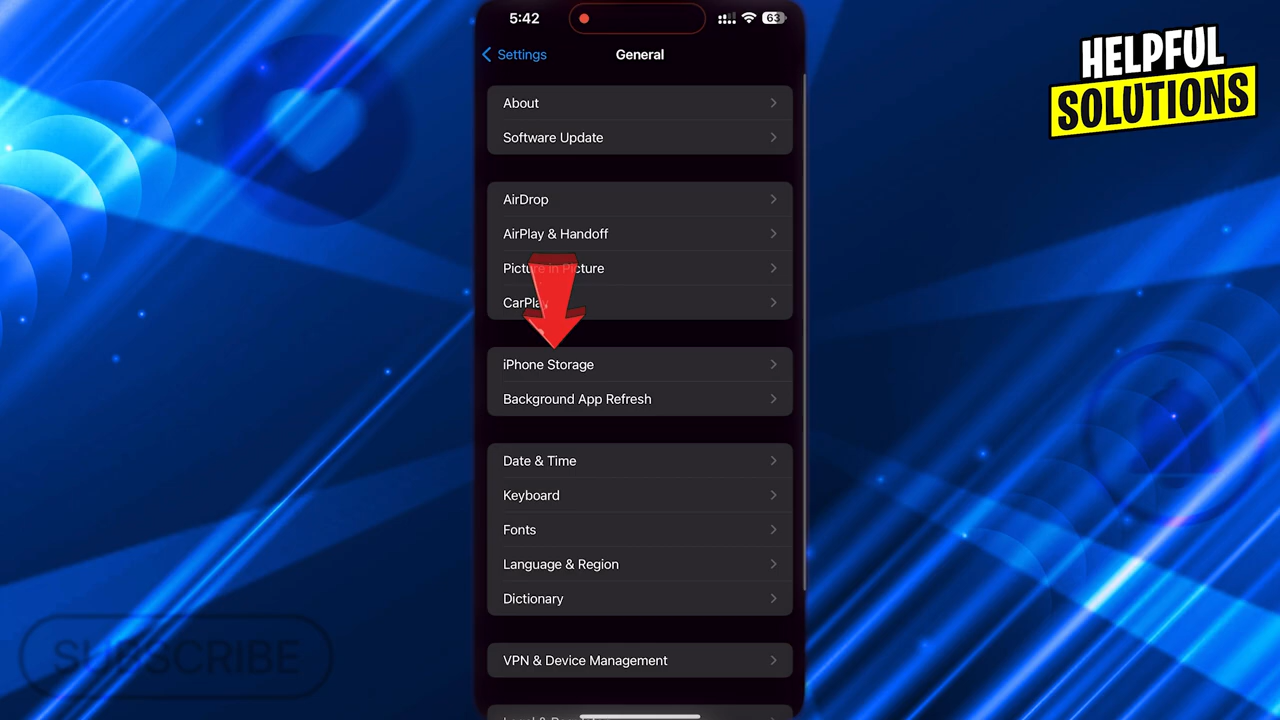 5:42
63
Settings
General
HELPFUL
SOLUTIONS
About
Software Update
AirDrop
AirPlay & Handoff
Picture in Picture
CarPlay
iPhone Storage
Background App Refresh
Date & Time
Keyboard
Fonts
Language & Region
Dictionary
SUBSCRIBE
VPN & Device Management